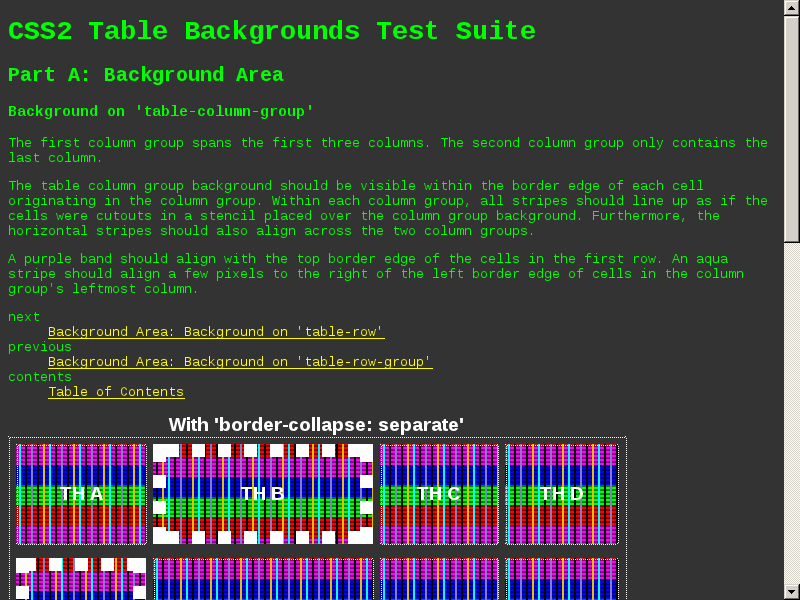 CSS2 Table Backgrounds Test Suite
Part A: Background Area
Background on 'table-column-group'
The first column group spans the first three columns. The second column group only contains the
last column.
The table column group background should be visible within the border edge of each cell
originating in the column group. Within each column group, all stripes should line up as if the
cells were cutouts in a stencil placed over the column group background. Furthermore, the
horizontal stripes should also align across the two column groups.
A purple band should align with the top border edge of the cells in the first row. An aqua
stripe should align a few pixels to the right of the left border edge of cells in the column
group's leftmost column.
next
Background Area: Background on 'table-row'
previous
Background Area: Background on 'table-row-group'
contents
Table of Contents
With 'border-collapse: separate'
TH A TH B TH C TH D